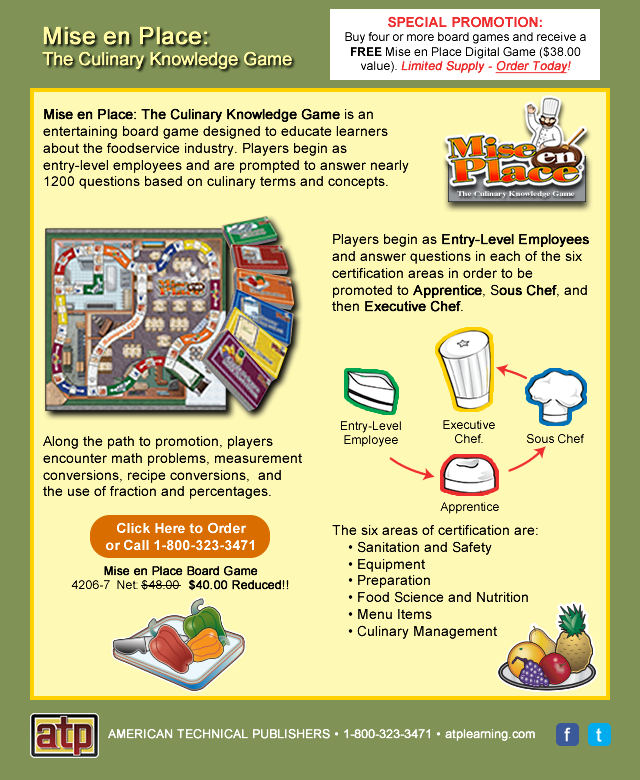 Mise en Place:
The Culinary Knowledge Game
SPECIAL PROMOTION:
Buy four or more board games and receive a
FREE Mise en Place Digital Game ($38.00
value). Limited Supply - Order Today!
Mise en Place: The Culinary Knowledge Game is an
entertaining board game designed to educate learners
about the foodservice industry. Players begin as
entry-level employees and are prompted to answer nearly
1200 questions based on culinary terms and concepts.
Mise en
Place
The Culinary Knowledge Game
Players begin as Entry-Level Employees
and answer questions in each of the six
certification areas in order to be
promoted to Apprentice, Sous Chef, and
then Executive Chef.
Entry-Level
Employee
Executive
Chef.
Sous Chef
Apprentice
Along the path to promotion, players
encounter math problems, measurement
conversions, recipe conversions, and
the use of fraction and percentages.
Click Here to Order
or Call 1-800-323-3471
Mise en Place Board Game
4206-7 Net: $48.00 $40.00 Reduced!!
The six areas of certification are:
• Sanitation and Safety
• Equipment
• Preparation
• Food Science and Nutrition
• Menu Items
• Culinary Management
atp
AMERICAN TECHNICAL PUBLISHERS • 1-800-323-3471 • atplearning.com
f
t